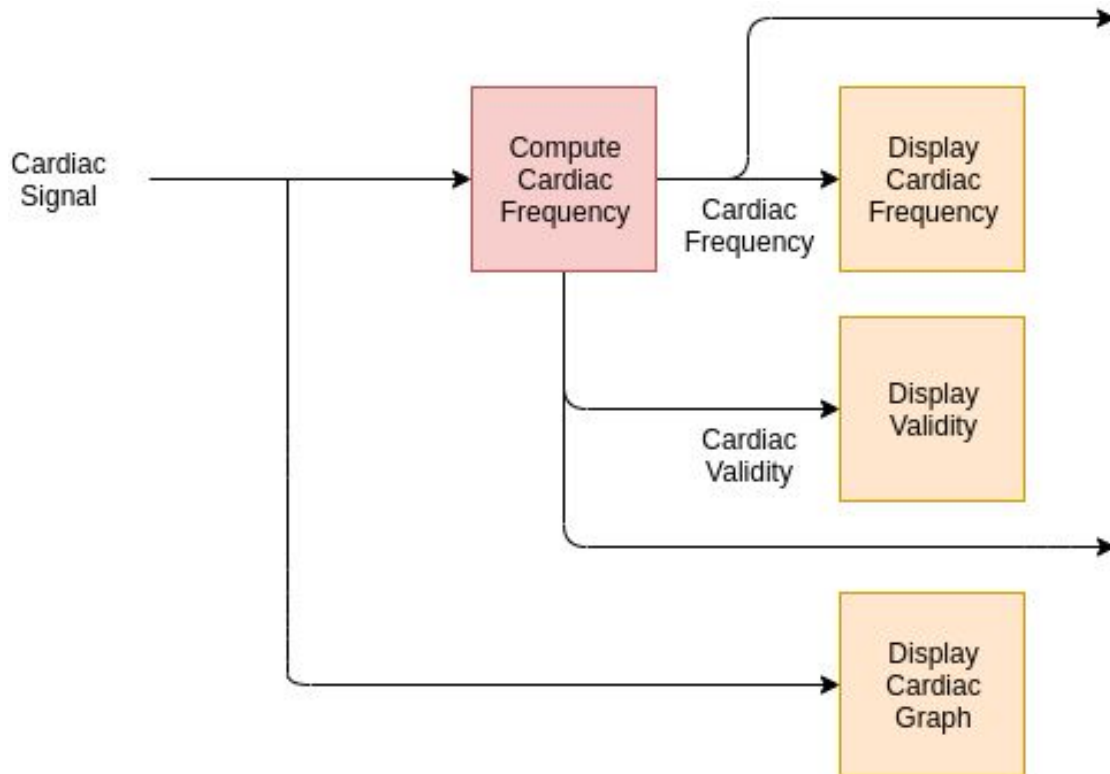 Cardiac
Signal
Compute
Cardiac
Frequency
Cardiac
Frequency
Display
Cardiac
Frequency
Cardiac
Validity
Display
Validity
Display
Cardiac
Graph